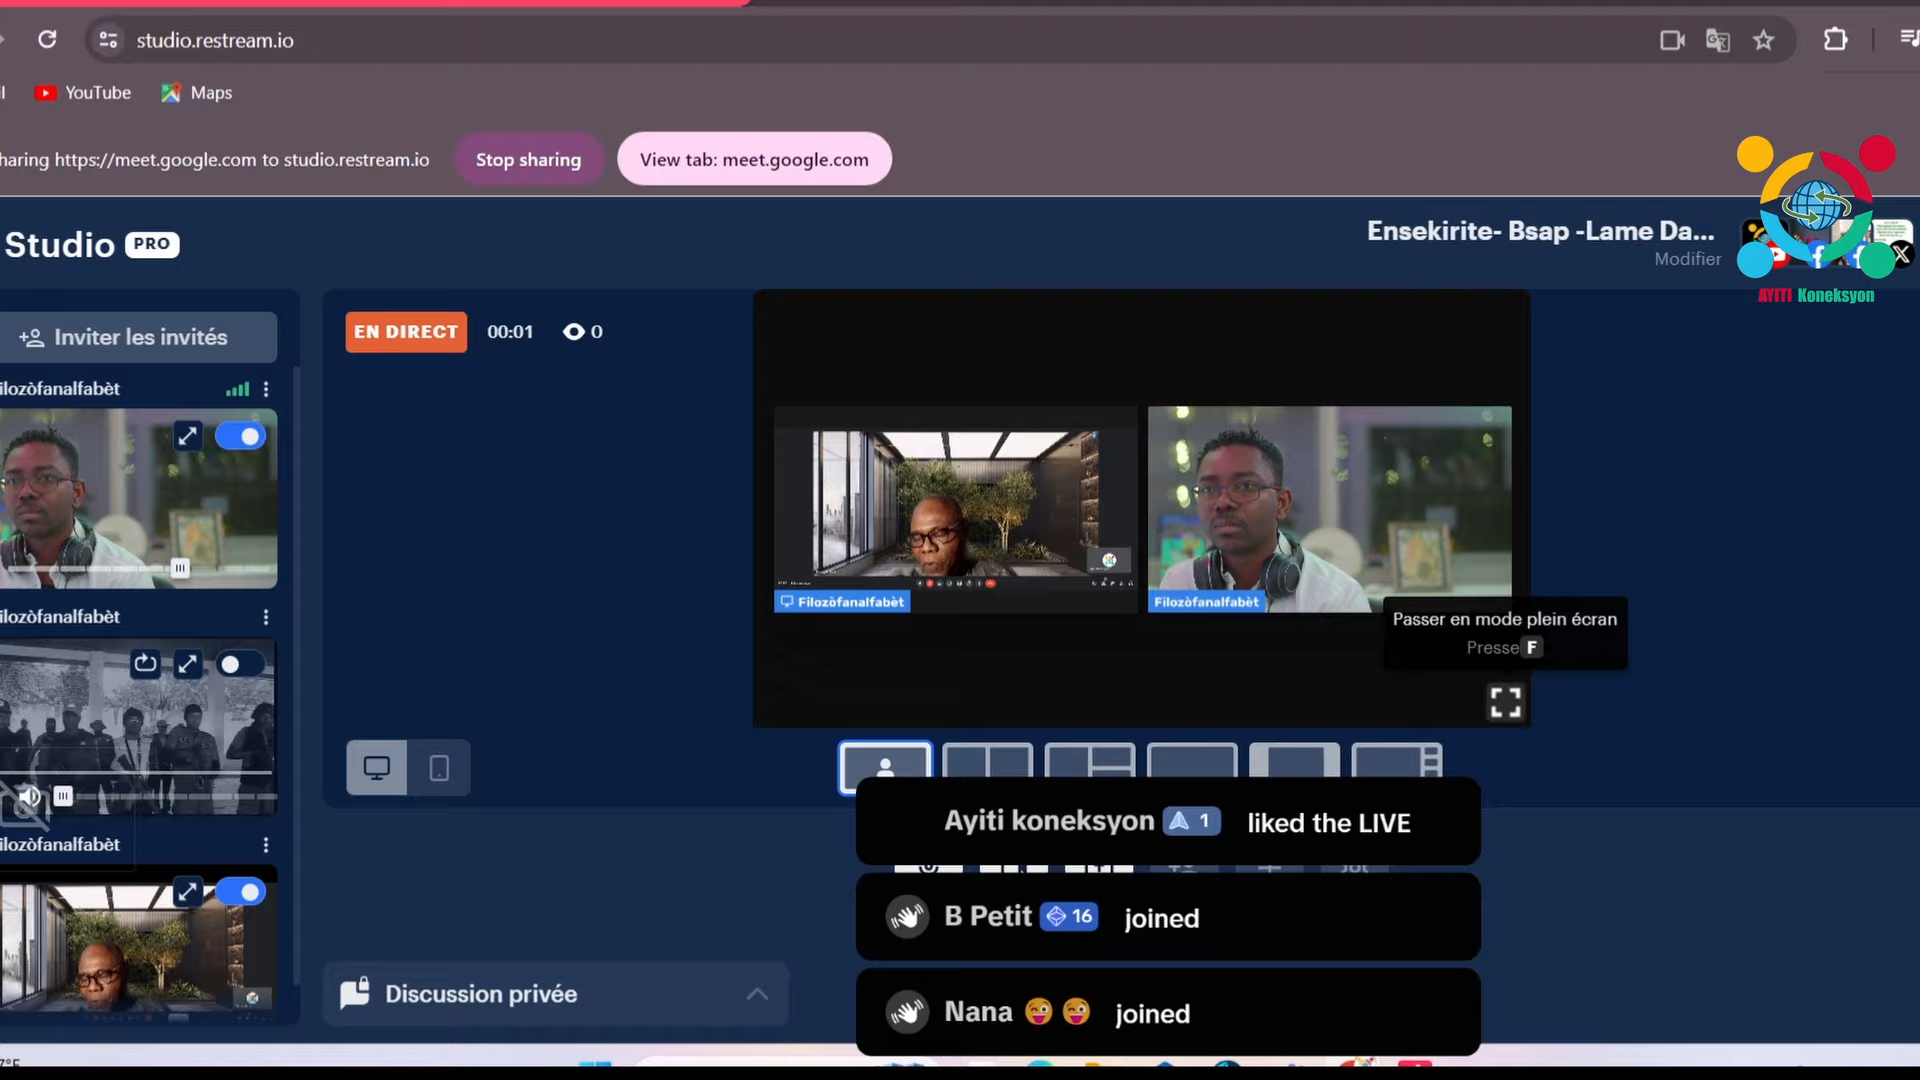 studio.restream.io
YouTube
Maps
haring https://meet.google.com to studio.restream.io
Stop sharing
View tab: meet.google.com
Studio PRO
Ensekirite- Bsap -Lame Da...
Modifier
AYITI Koneksyon
Inviter les invités
EN DIRECT 00:01 0
ilozòfanalfabèt
Filozòfanalfabèt
Filozòfanalfabèt
Passer en mode plein écran
Presse F
ilozòfanalfabèt
ilozòfanalfabèt
Ayiti koneksyon 1 liked the LIVE
B Petit 16 joined
Nana joined
Discussion privée